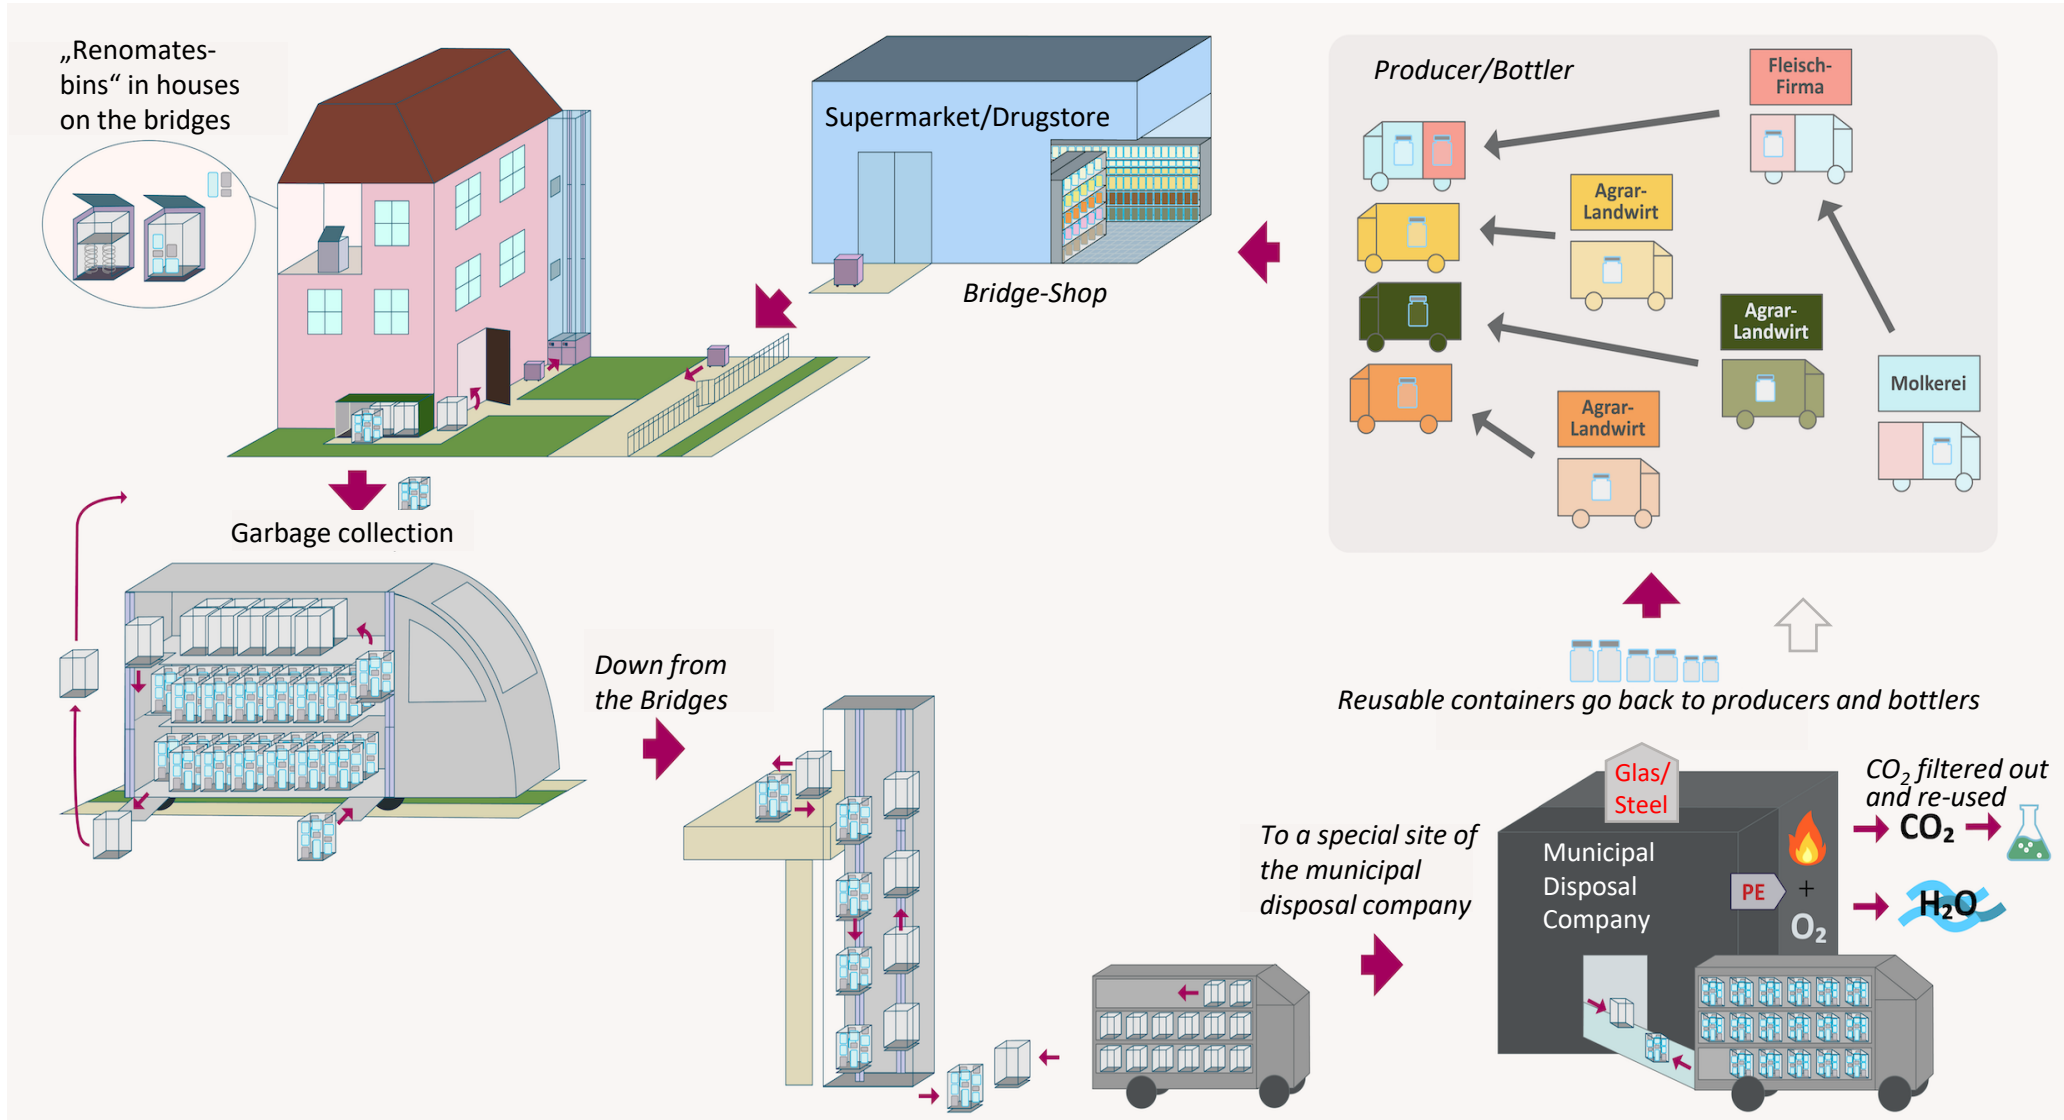 „Renomates-
bins“ in houses
on the bridges
Supermarket/Drugstore
Bridge-Shop
Producer/Bottler
Fleisch-
Firma
Agrar-
Landwirt
Agrar-
Landwirt
Molkerei
Agrar-
Landwirt
Garbage collection
Down from
the Bridges
Reusable containers go back to producers and bottlers
To a special site of
the municipal
disposal company
Glas/
Steel
Municipal
Disposal
Company
PE
+
O₂
CO₂ filtered out
and re-used
CO₂
H₂O